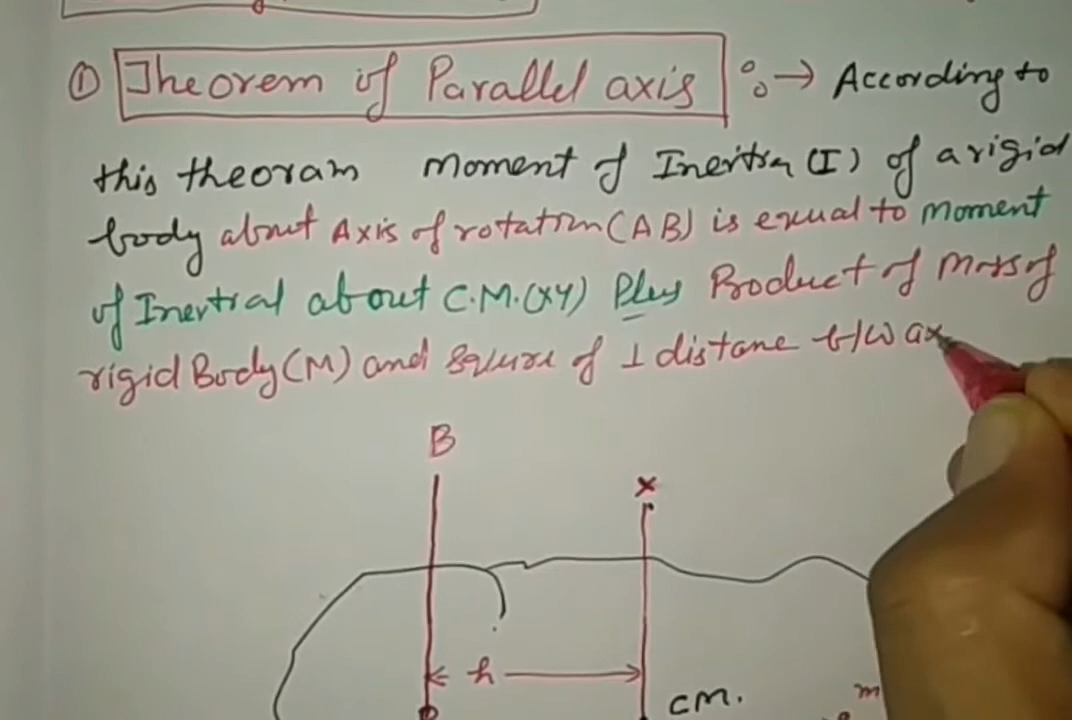 ① Theorem of Parallel axis :→ According to
this theoram moment of Inertia (I) of a rigid
body about Axis of rotation (AB) is equal to moment
of Inertial about C.M.(XY) Plus Product of Mass of
rigid Body (M) and square of ⊥ distane b/w ax
B
x
h
CM.
m